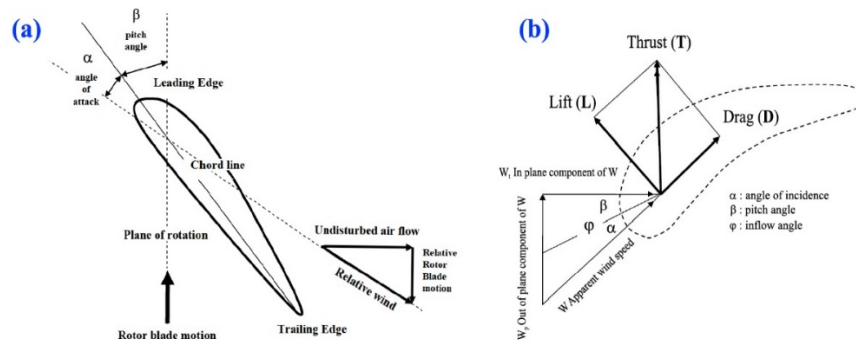 (a)
β
pitch
angle
α
angle
of
attack
Leading Edge
Chord line
Plane of rotation
Undisturbed air flow
Relative
Rotor
Blade
motion
Relative wind
Trailing Edge
Rotor blade motion
(b)
Thrust (T)
Lift (L)
Drag (D)
Wt In plane component of W
β
φ
α
W Apparent wind speed
Wp Out of plane component of W
α : angle of incidence
β : pitch angle
φ : inflow angle